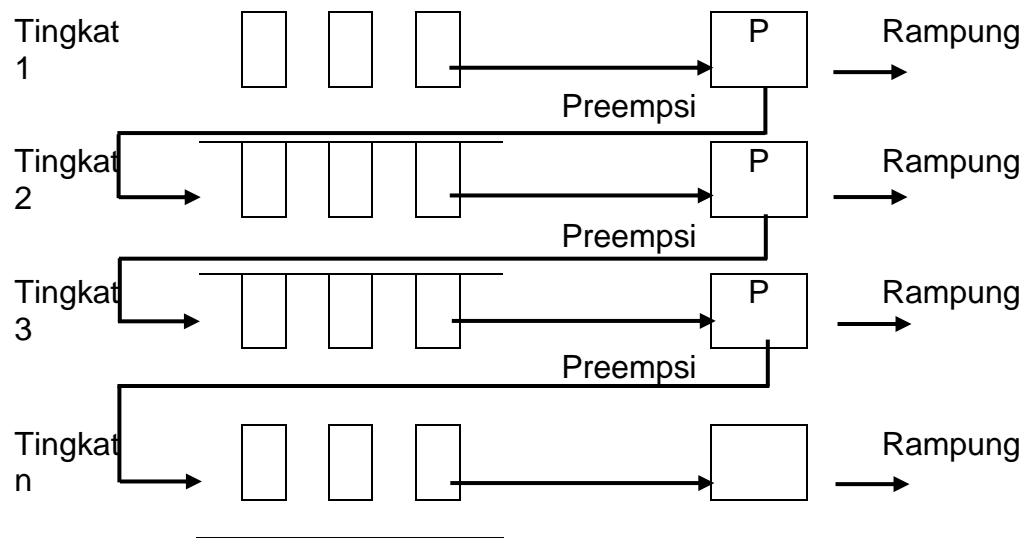 Tingkat P Rampung
1
Preempsi
Tingkat P Rampung
2
Preempsi
Tingkat P Rampung
3
Preempsi
Tingkat Rampung
n